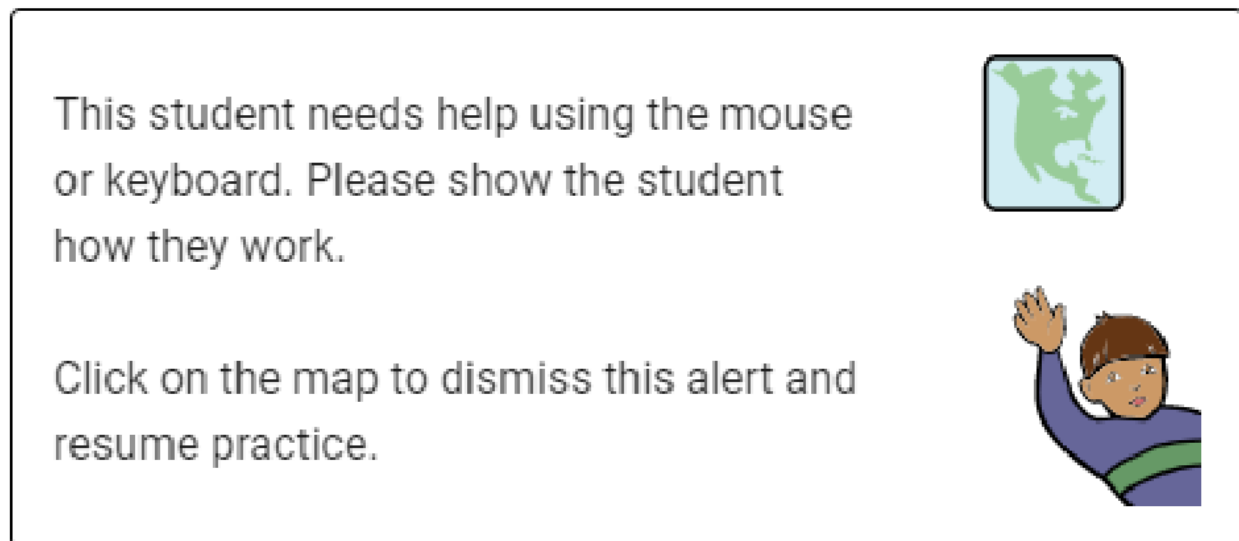 This student needs help using the mouse
or keyboard. Please show the student
how they work.
Click on the map to dismiss this alert and
resume practice.